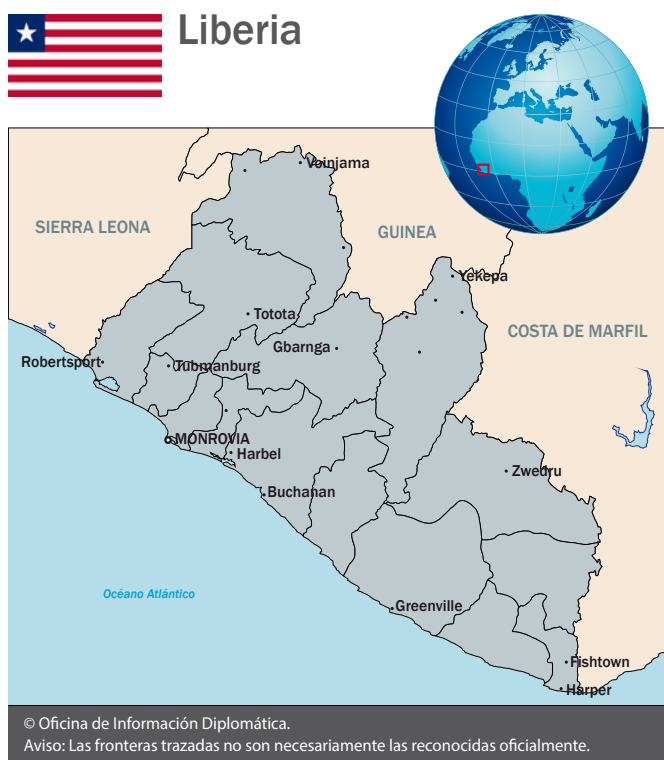 Liberia
Voinjama
SIERRA LEONA
GUINEA
Yekepa
Totota
COSTA DE MARFIL
Gbarnga
Robertsport
Tubmanburg
MONROVIA
Harbel
Zwedru
Buchanan
Océano Atlántico
Greenville
Fishtown
Harper
© Oficina de Información Diplomática.
Aviso: Las fronteras trazadas no son necesariamente las reconocidas oficialmente.